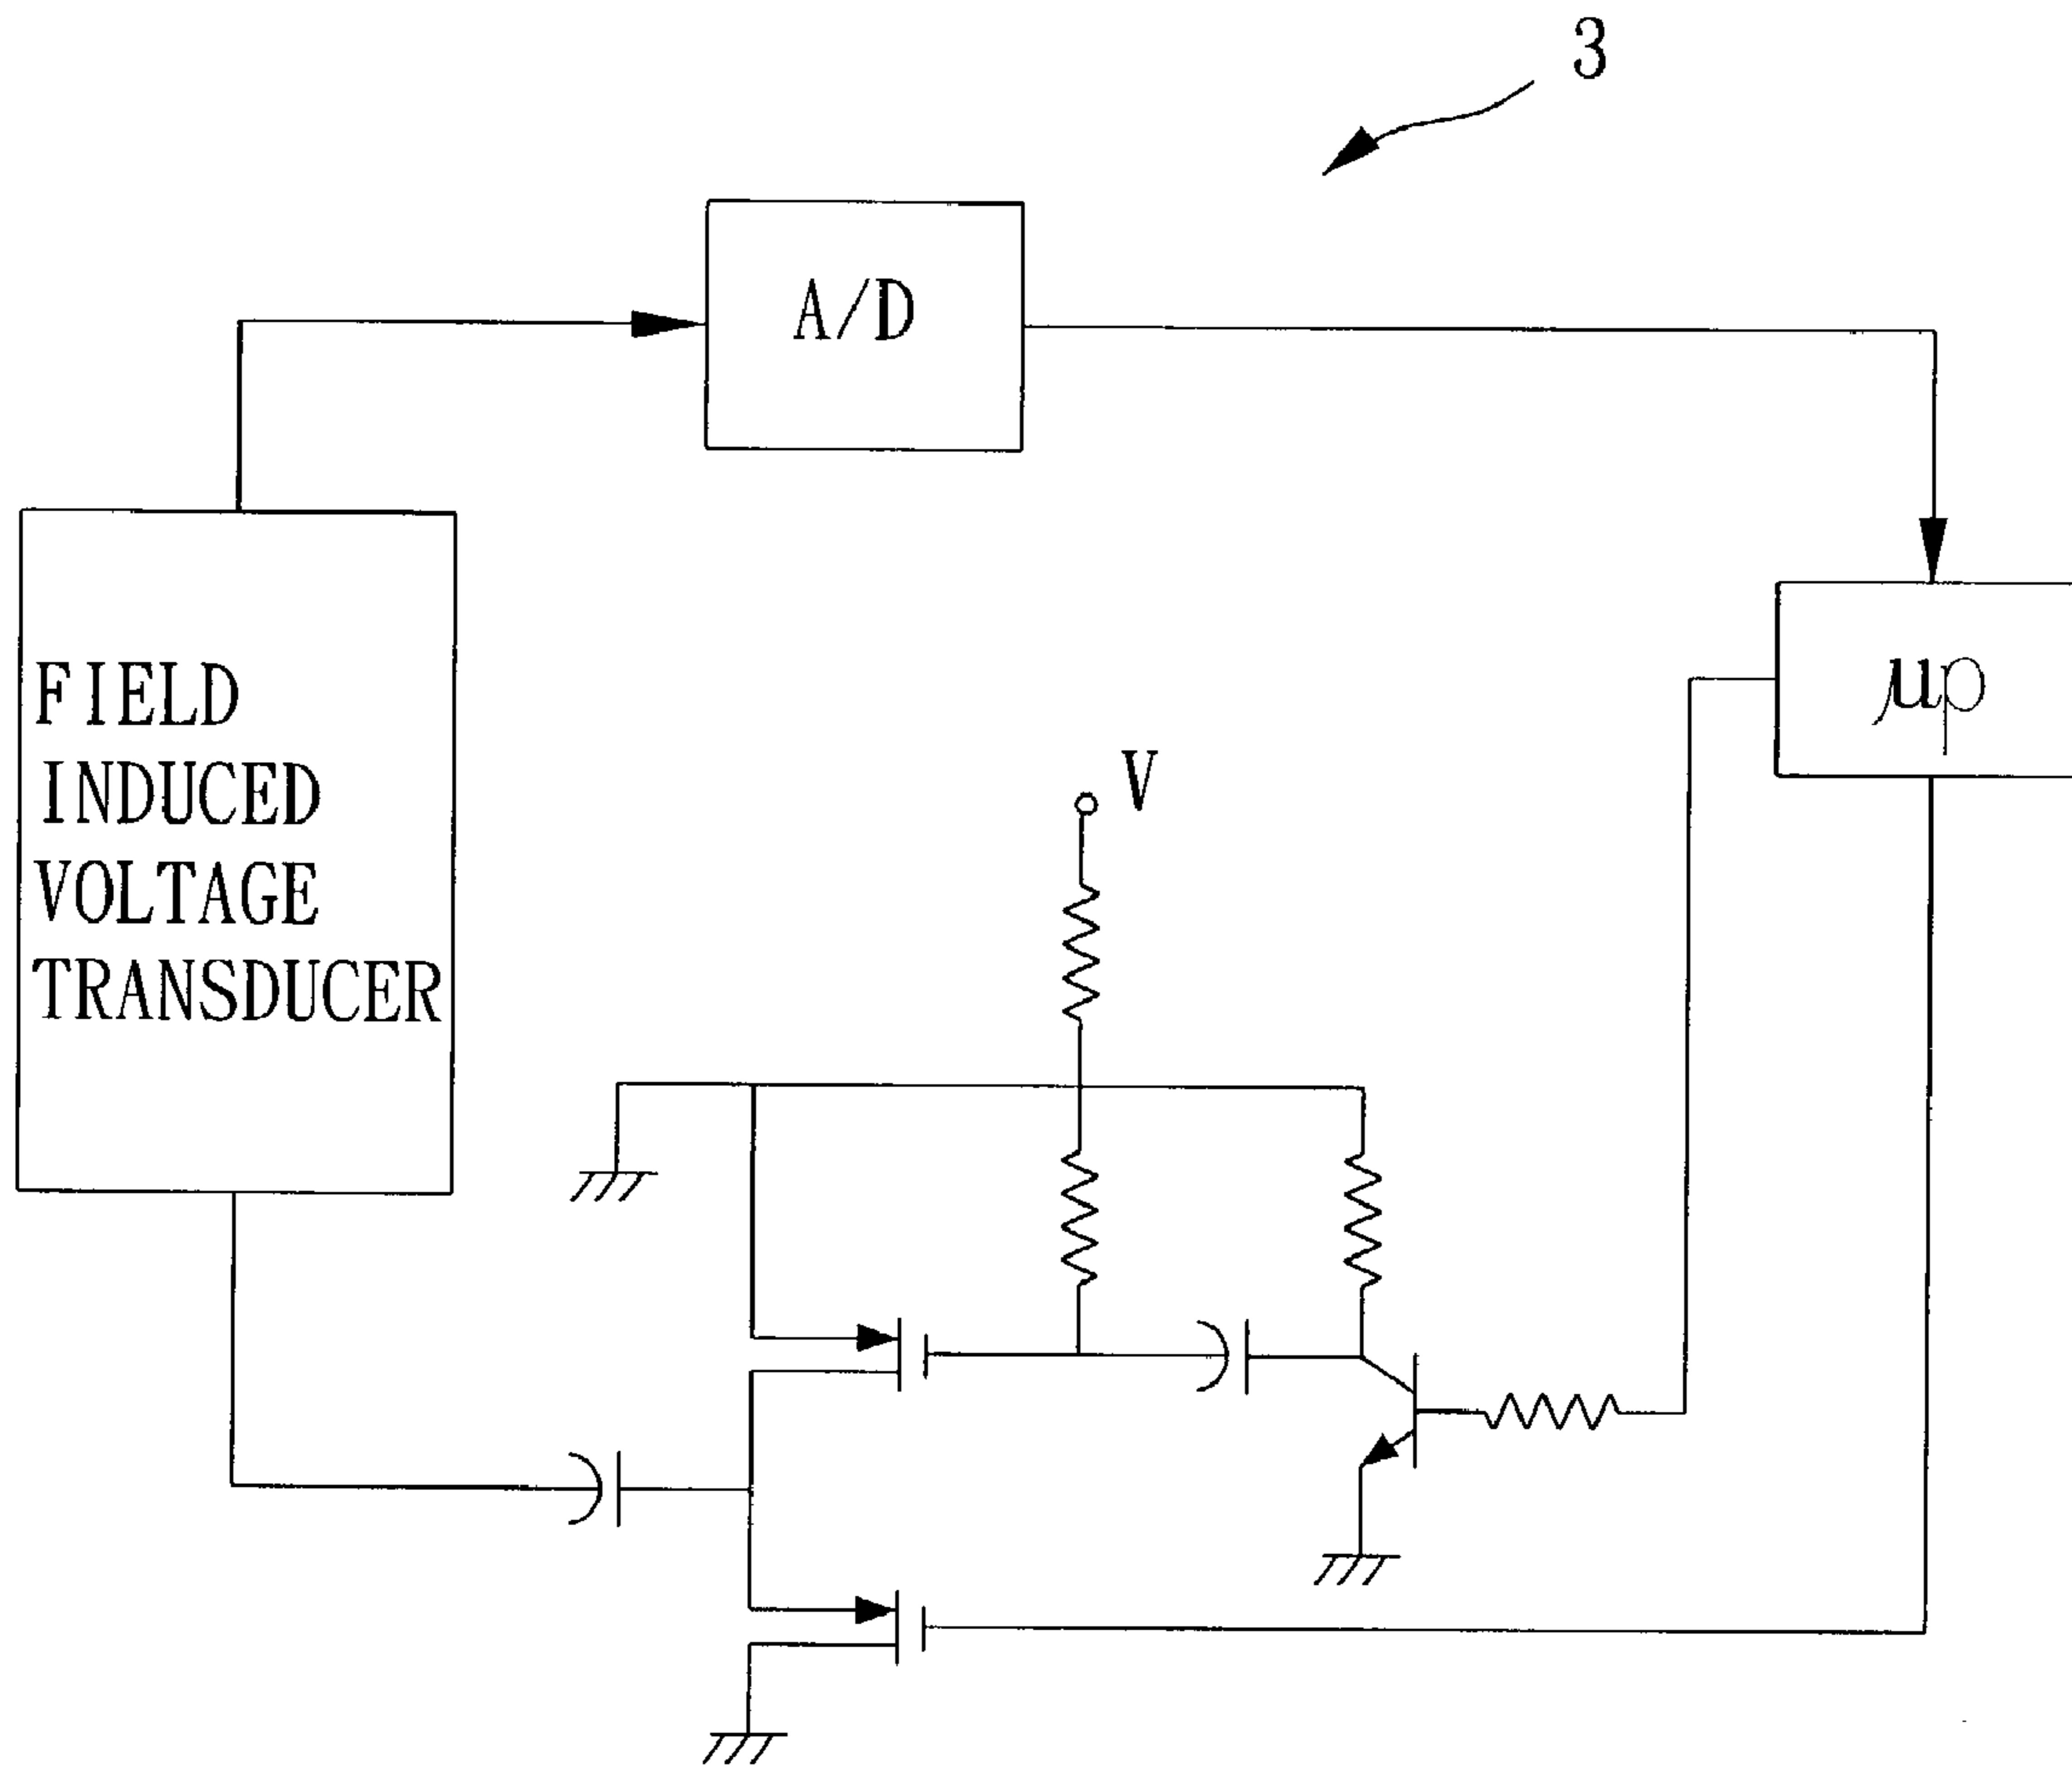 3
A/D
FIELD
INDUCED
VOLTAGE
TRANSDUCER
μp
V